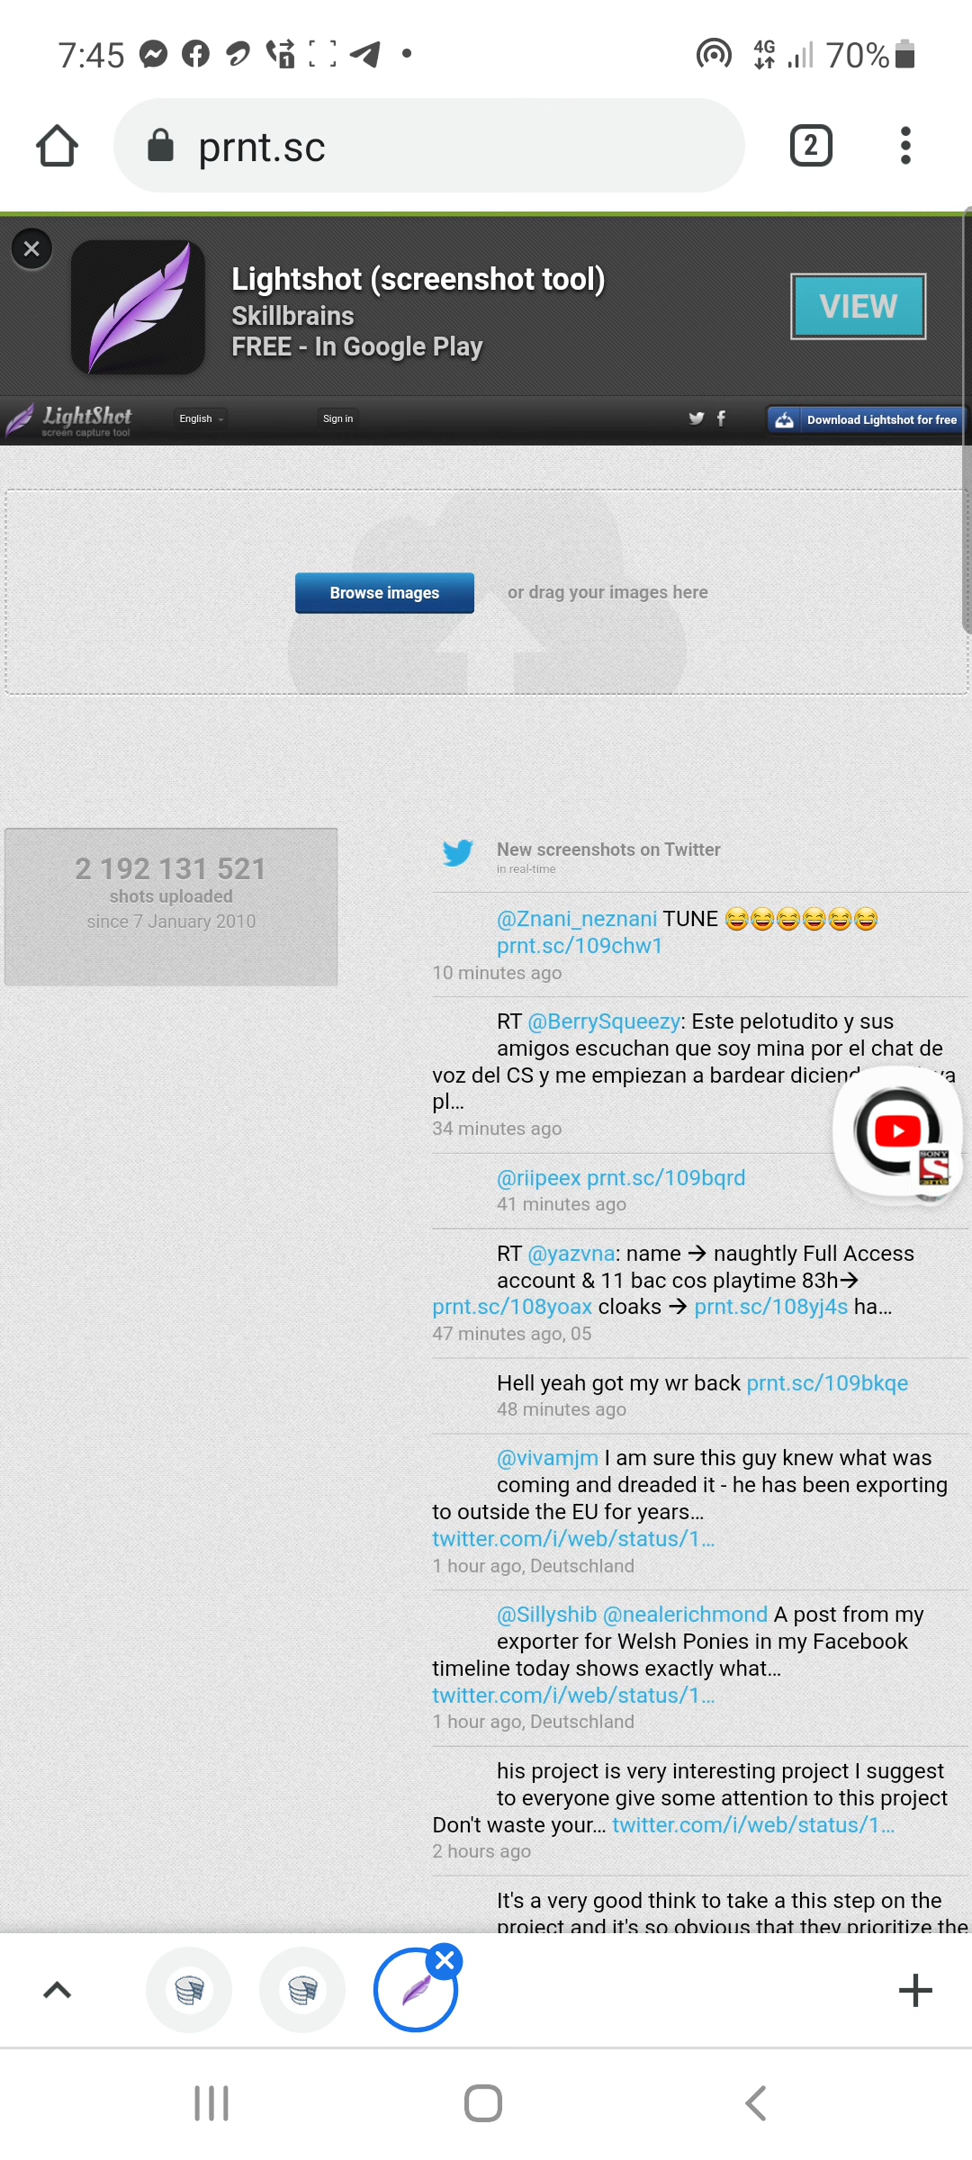 7:45
4G
70%
prnt.sc
2
Lightshot (screenshot tool)
Skillbrains
FREE - In Google Play
VIEW
LightShot
screen capture tool
English
Sign in
Download Lightshot for free
Browse images
or drag your images here
2 192 131 521
shots uploaded
since 7 January 2010
New screenshots on Twitter
in real-time
@Znani_neznani TUNE 😂😂😂😂😂😂
prnt.sc/109chw1
10 minutes ago
RT @BerrySqueezy: Este pelotudito y sus
amigos escuchan que soy mina por el chat de
voz del CS y me empiezan a bardear
pl...
34 minutes ago
SONY
@riipeex prnt.sc/109bqrd
41 minutes ago
RT @yazvna: name → naughtly Full Access
account & 11 bac cos playtime 83h→
prnt.sc/108yoax cloaks → prnt.sc/108yj4s ha...
47 minutes ago, 05
Hell yeah got my wr back prnt.sc/109bkqe
48 minutes ago
@vivamjm I am sure this guy knew what was
coming and dreaded it - he has been exporting
to outside the EU for years...
twitter.com/i/web/status/1...
1 hour ago, Deutschland
@Sillyshib @nealerichmond A post from my
exporter for Welsh Ponies in my Facebook
timeline today shows exactly what...
twitter.com/i/web/status/1...
1 hour ago, Deutschland
his project is very interesting project I suggest
to everyone give some attention to this project
Don't waste your... twitter.com/i/web/status/1...
2 hours ago
It's a very good think to take a this step on the
project and it's so obvious that they prioritize the